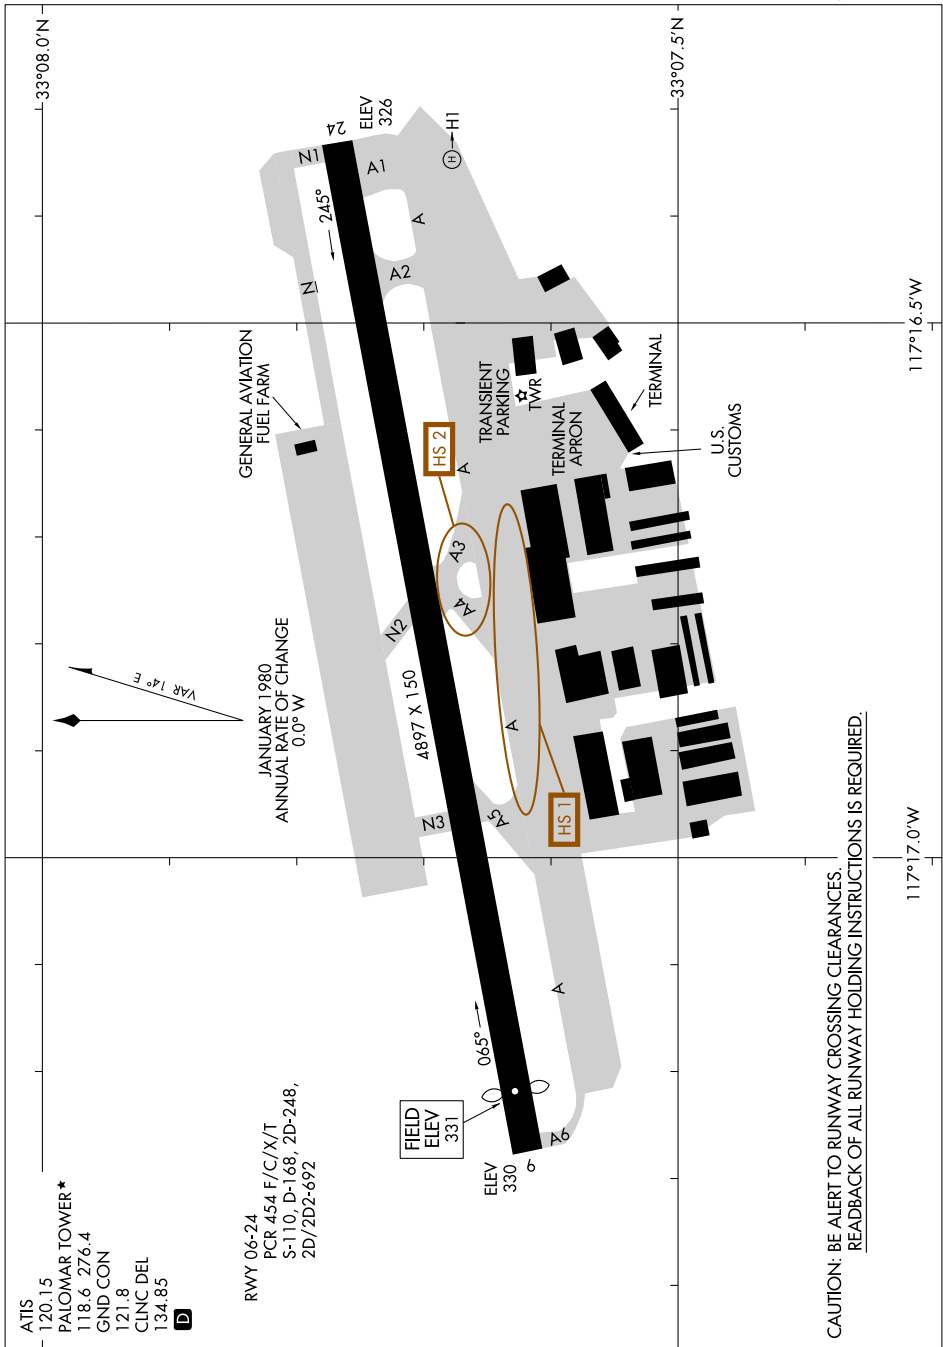 ATIS
120.15
PALOMAR TOWER★
118.6 276.4
GND CON
121.8
CLNC DEL
134.85
D
RWY 06-24
PCR 454 F/C/X/T
S-110, D-168, 2D-248,
2D/2D2-692
JANUARY 1980
ANNUAL RATE OF CHANGE
0.0° W
VAR 14° E
GENERAL AVIATION
FUEL FARM
33°08.0'N
33°07.5'N
117°16.5'W
117°17.0'W
N1
24
ELEV
326
A1
H
H1
245°
A
A2
N
TRANSIENT
PARKING
TWR
TERMINAL
APRON
TERMINAL
U.S.
CUSTOMS
HS 2
A
A3
A4
N2
4897 X 150
A
N3
A5
HS 1
A
065°
FIELD
ELEV
331
ELEV
330
6
A6
CAUTION: BE ALERT TO RUNWAY CROSSING CLEARANCES.
READBACK OF ALL RUNWAY HOLDING INSTRUCTIONS IS REQUIRED.